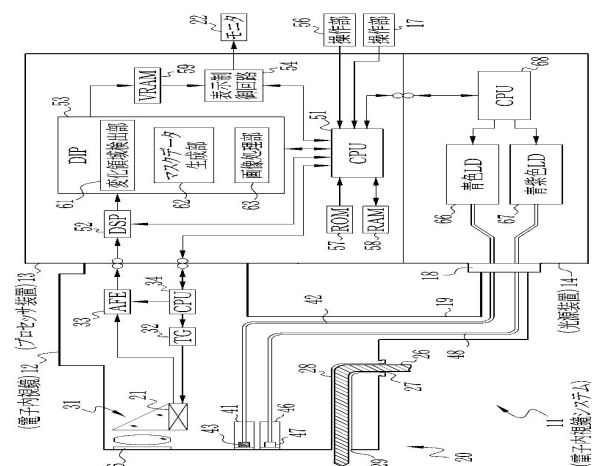 11
(電子内視鏡システム)
20
(電子内視鏡)12
(プロセッサ装置)13
14(光源装置)
22
モニタ
56
操作部
17
操作部
59
VRAM
54
表示制御回路
53
DIP
61
変化領域検出部
62
マスクデータ生成部
63
画像処理部
52
DSP
51
CPU
57
ROM
58
RAM
68
CPU
66
青色LD
67
青紫色LD
33
AFE
34
CPU
32
TG
31
21
18
19
42
48
41
43
46
47
28
26
27
29